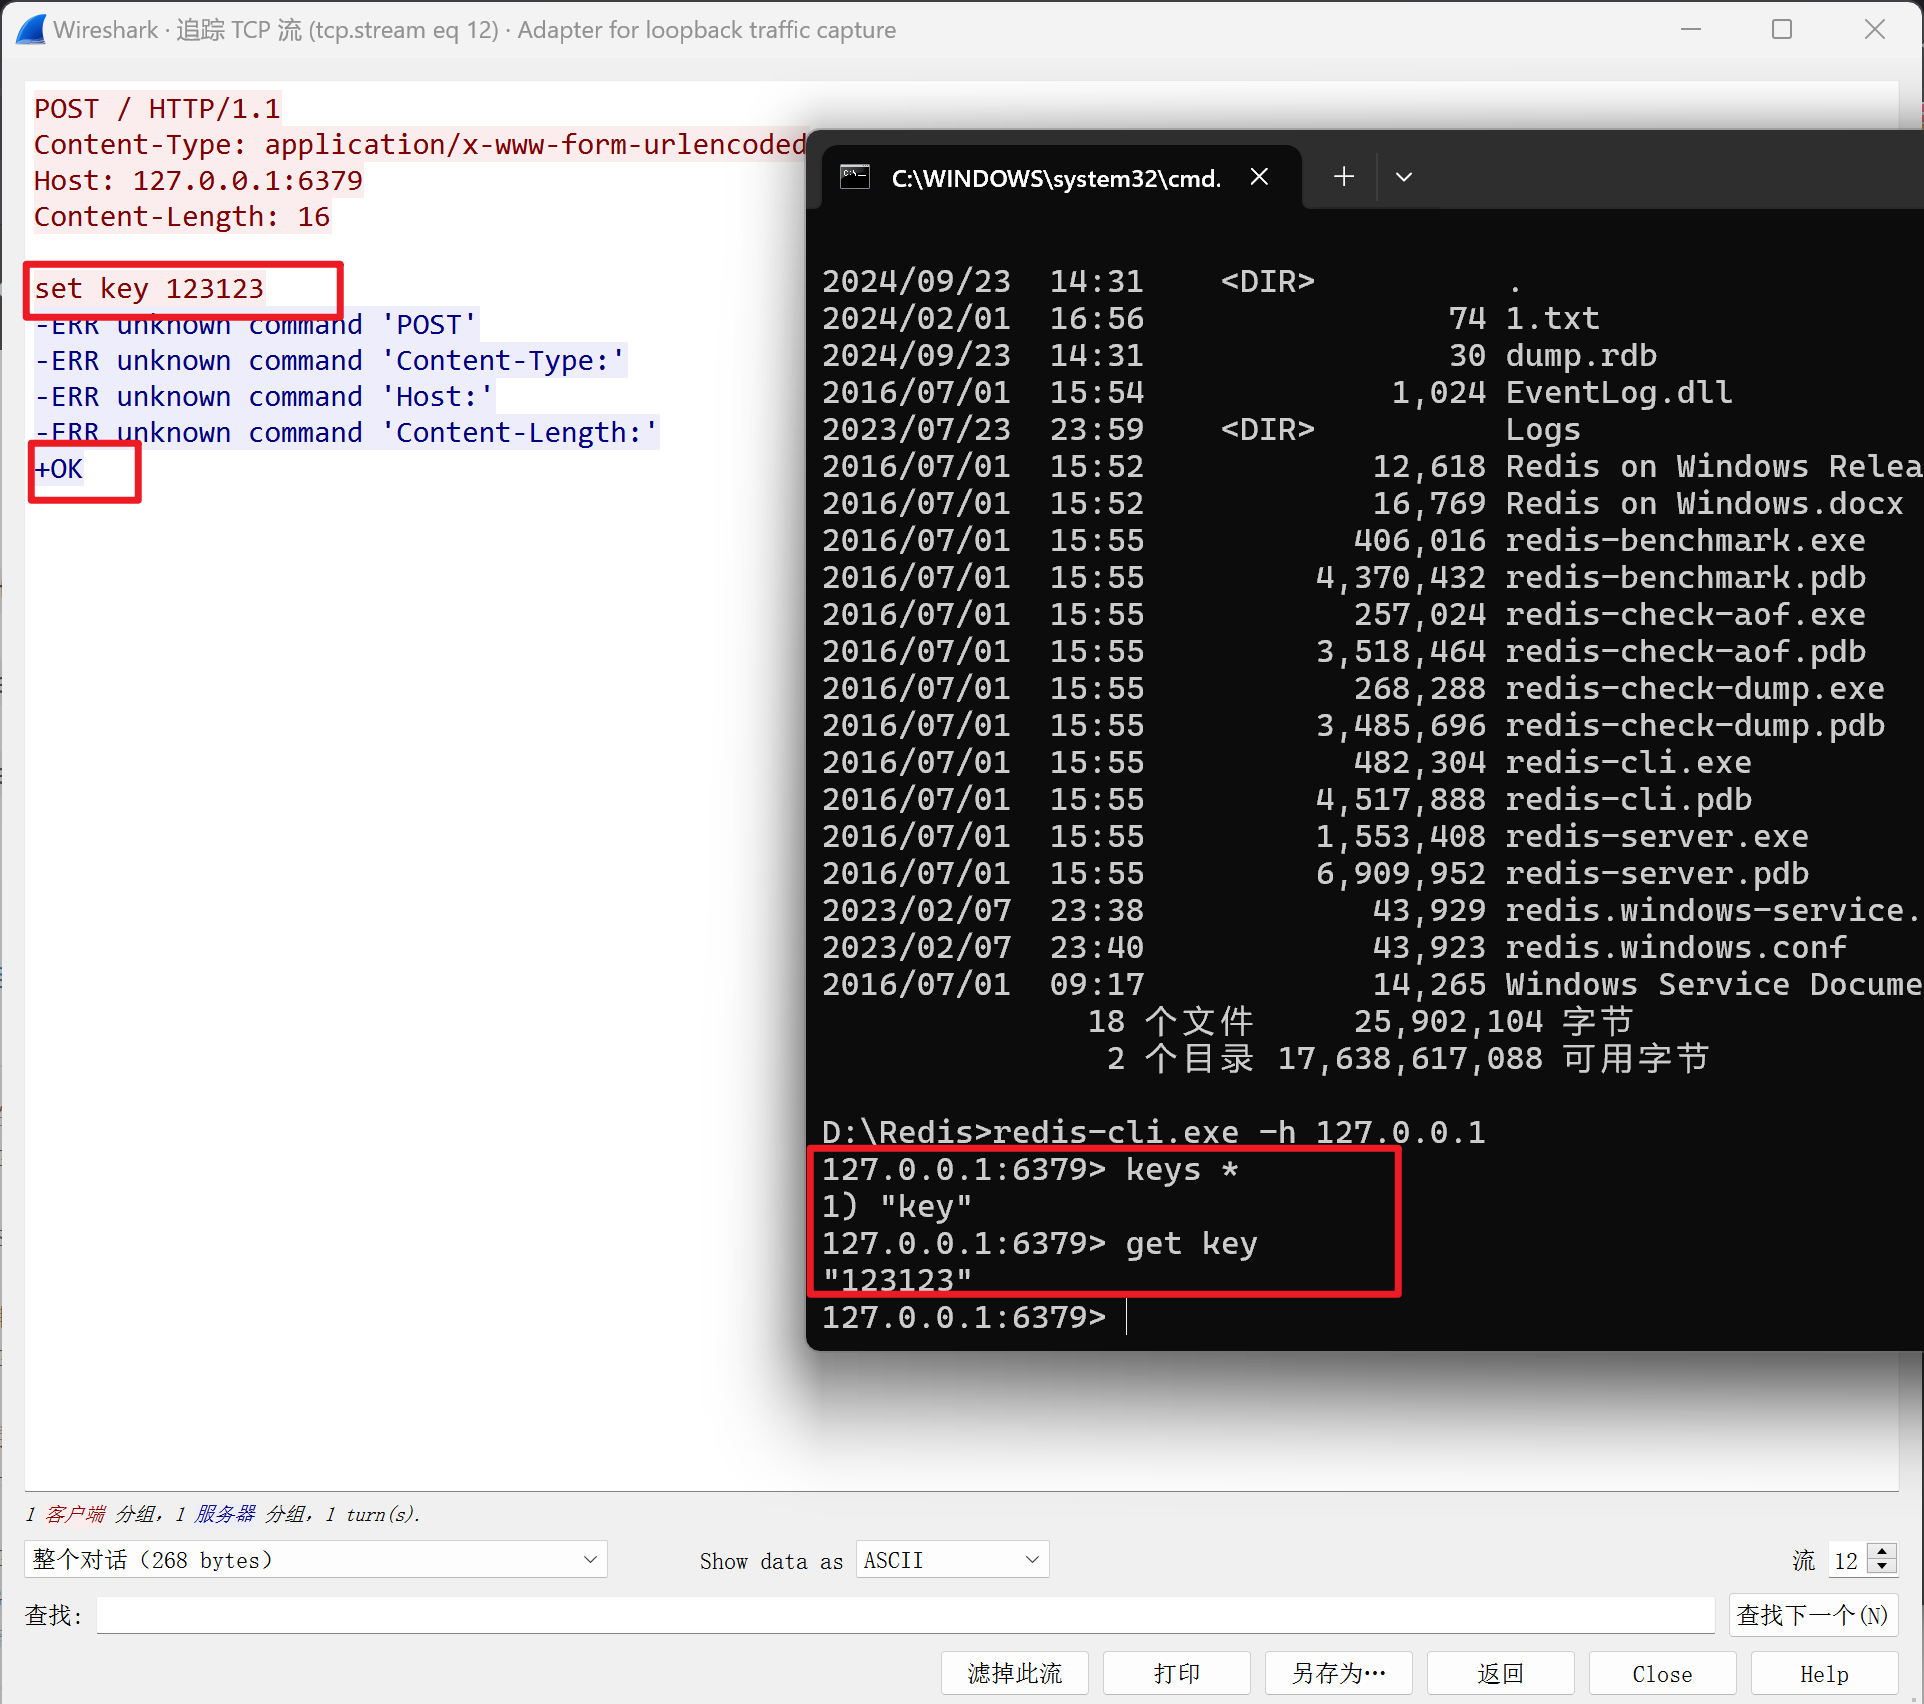 Wireshark · 追踪 TCP 流 (tcp.stream eq 12) · Adapter for loopback traffic capture
POST / HTTP/1.1
Content-Type: application/x-www-form-urlencoded
Host: 127.0.0.1:6379
Content-Length: 16
set key 123123
-ERR unknown command 'POST'
-ERR unknown command 'Content-Type:'
-ERR unknown command 'Host:'
-ERR unknown command 'Content-Length:'
+OK
C:\WINDOWS\system32\cmd.
2024/09/23  14:31    <DIR>          .
2024/02/01  16:56                74 1.txt
2024/09/23  14:31                30 dump.rdb
2016/07/01  15:54             1,024 EventLog.dll
2023/07/23  23:59    <DIR>          Logs
2016/07/01  15:52            12,618 Redis on Windows Relea
2016/07/01  15:52            16,769 Redis on Windows.docx
2016/07/01  15:55           406,016 redis-benchmark.exe
2016/07/01  15:55         4,370,432 redis-benchmark.pdb
2016/07/01  15:55           257,024 redis-check-aof.exe
2016/07/01  15:55         3,518,464 redis-check-aof.pdb
2016/07/01  15:55           268,288 redis-check-dump.exe
2016/07/01  15:55         3,485,696 redis-check-dump.pdb
2016/07/01  15:55           482,304 redis-cli.exe
2016/07/01  15:55         4,517,888 redis-cli.pdb
2016/07/01  15:55         1,553,408 redis-server.exe
2016/07/01  15:55         6,909,952 redis-server.pdb
2023/02/07  23:38            43,929 redis.windows-service.
2023/02/07  23:40            43,923 redis.windows.conf
2016/07/01  09:17            14,265 Windows Service Docume
18 个文件     25,902,104 字节
2 个目录 17,638,617,088 可用字节
D:\Redis>redis-cli.exe -h 127.0.0.1
127.0.0.1:6379> keys *
1) "key"
127.0.0.1:6379> get key
"123123"
127.0.0.1:6379>
1 客户端 分组，1 服务器 分组，1 turn(s).
整个对话（268 bytes） Show data as ASCII 流 12
查找: 查找下一个(N)
滤掉此流 打印 另存为… 返回 Close Help